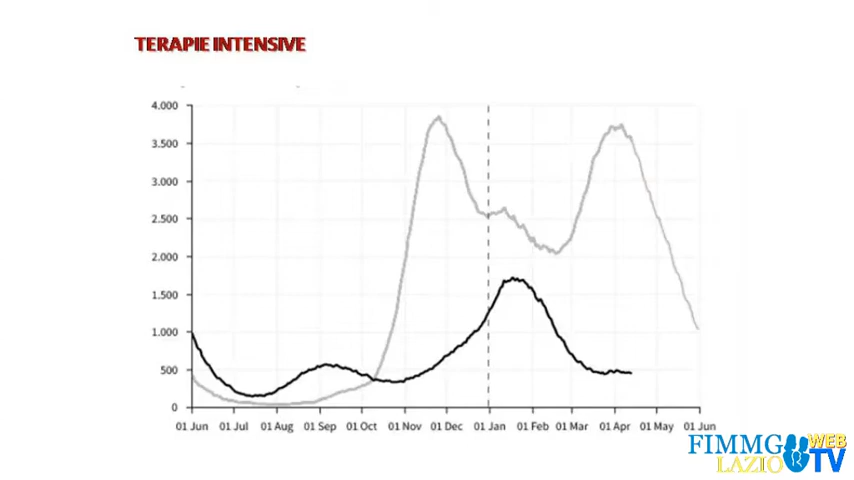 TERAPIE INTENSIVE
4.000
3.500
3.000
2.500
2.000
1.500
1.000
500
0
01 Jun 01 Jul 01 Aug 01 Sep 01 Oct 01 Nov 01 Dec 01 Jan 01 Feb 01 Mar 01 Apr 01 May 01 Jun
FIMMG WEB
LAZIO TV